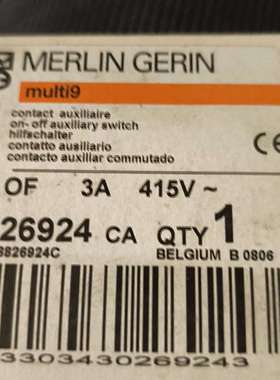 MERLIN GERIN
multi9
contact auxiliaire
on- off auxiliary switch
hilfschalter
contatto ausiliario
contacto auxiliar commutado
CE
OF 3A 415V ~
26924 CA QTY 1
BELGIUM B 0806
3303430269243